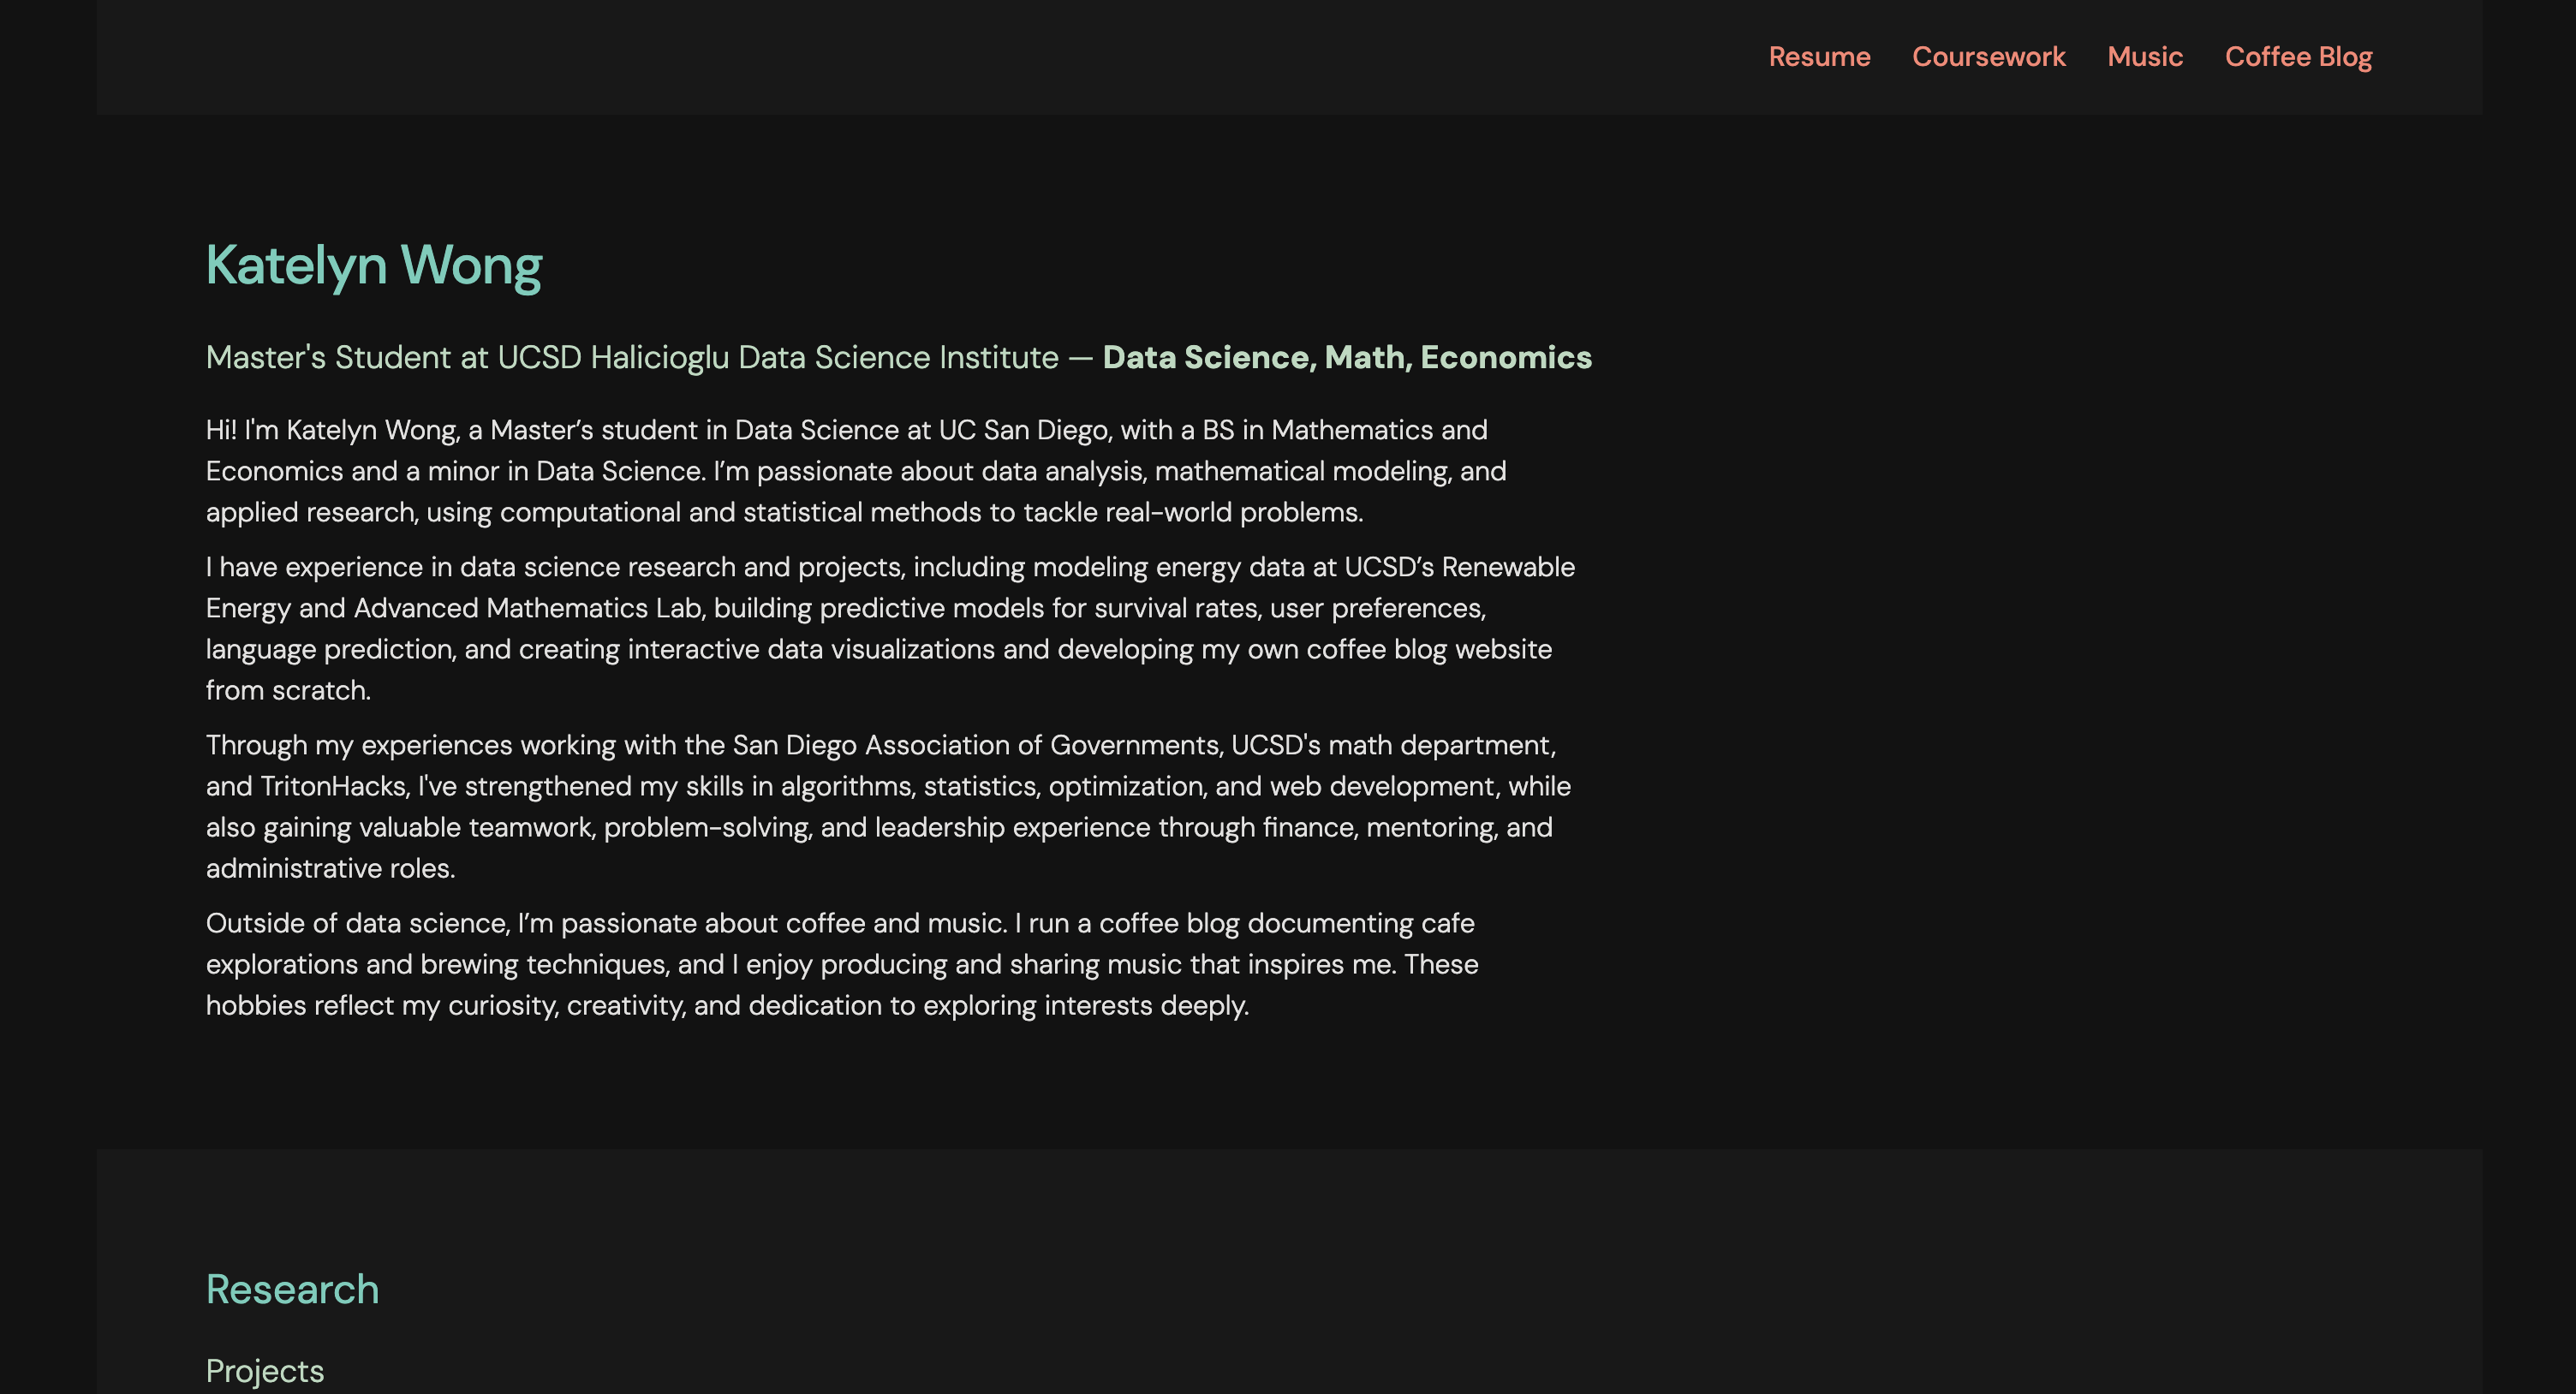 Resume Coursework Music Coffee Blog
Katelyn Wong
Master's Student at UCSD Halicioglu Data Science Institute — Data Science, Math, Economics
Hi! I'm Katelyn Wong, a Master’s student in Data Science at UC San Diego, with a BS in Mathematics and
Economics and a minor in Data Science. I’m passionate about data analysis, mathematical modeling, and
applied research, using computational and statistical methods to tackle real-world problems.
I have experience in data science research and projects, including modeling energy data at UCSD’s Renewable
Energy and Advanced Mathematics Lab, building predictive models for survival rates, user preferences,
language prediction, and creating interactive data visualizations and developing my own coffee blog website
from scratch.
Through my experiences working with the San Diego Association of Governments, UCSD's math department,
and TritonHacks, I've strengthened my skills in algorithms, statistics, optimization, and web development, while
also gaining valuable teamwork, problem-solving, and leadership experience through finance, mentoring, and
administrative roles.
Outside of data science, I’m passionate about coffee and music. I run a coffee blog documenting cafe
explorations and brewing techniques, and I enjoy producing and sharing music that inspires me. These
hobbies reflect my curiosity, creativity, and dedication to exploring interests deeply.
Research
Projects